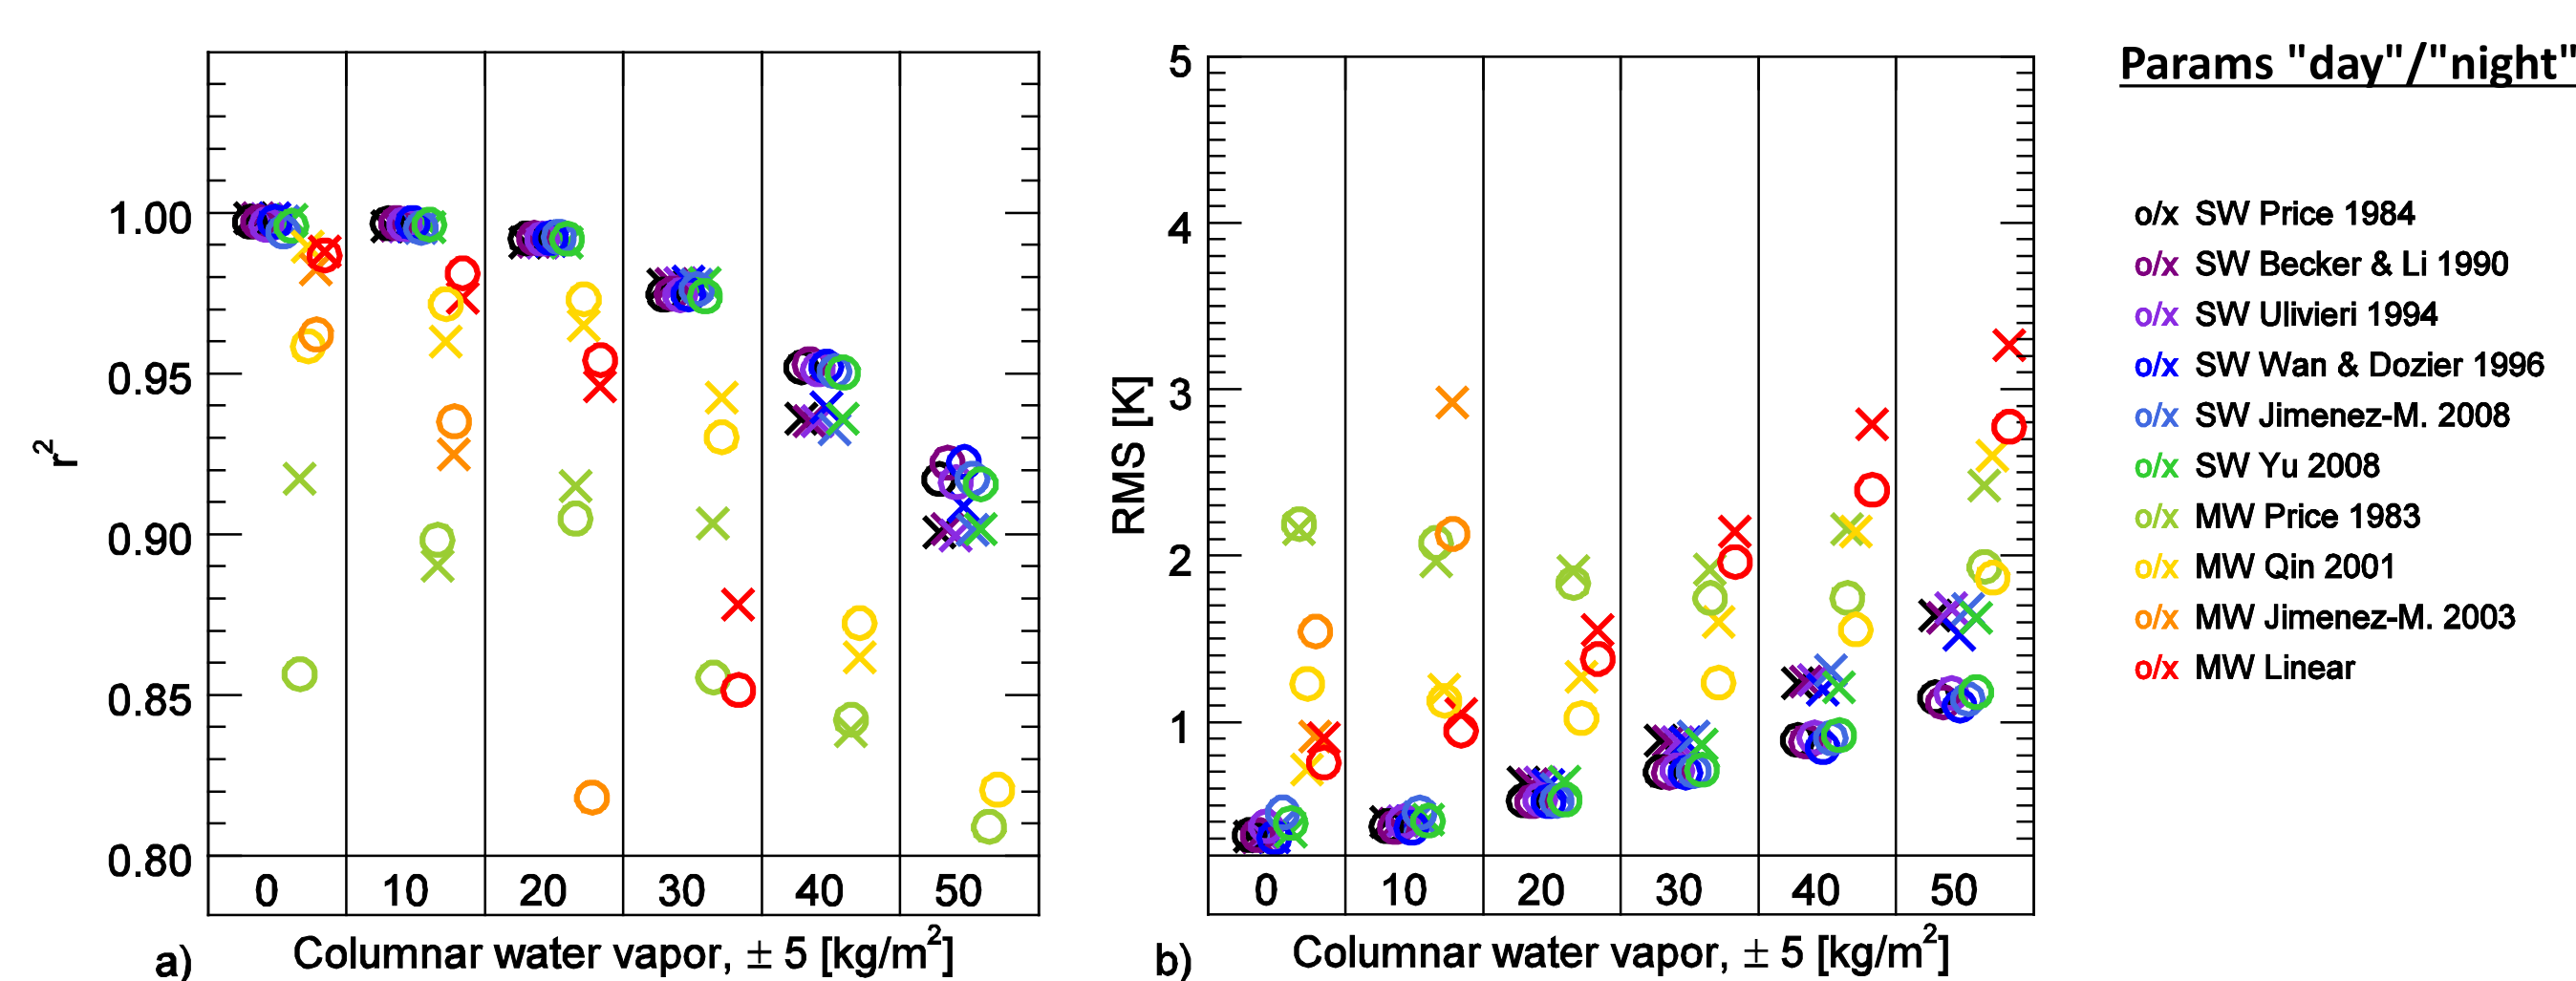 1.00
0.95
0.90
0.85
0.80
r²
0 10 20 30 40 50
Columnar water vapor, ± 5 [kg/m²]
a)
5
4
3
2
1
RMS [K]
0 10 20 30 40 50
Columnar water vapor, ± 5 [kg/m²]
b)
Params "day"/"night"
o/x SW Price 1984
o/x SW Becker & Li 1990
o/x SW Ulivieri 1994
o/x SW Wan & Dozier 1996
o/x SW Jimenez-M. 2008
o/x SW Yu 2008
o/x MW Price 1983
o/x MW Qin 2001
o/x MW Jimenez-M. 2003
o/x MW Linear